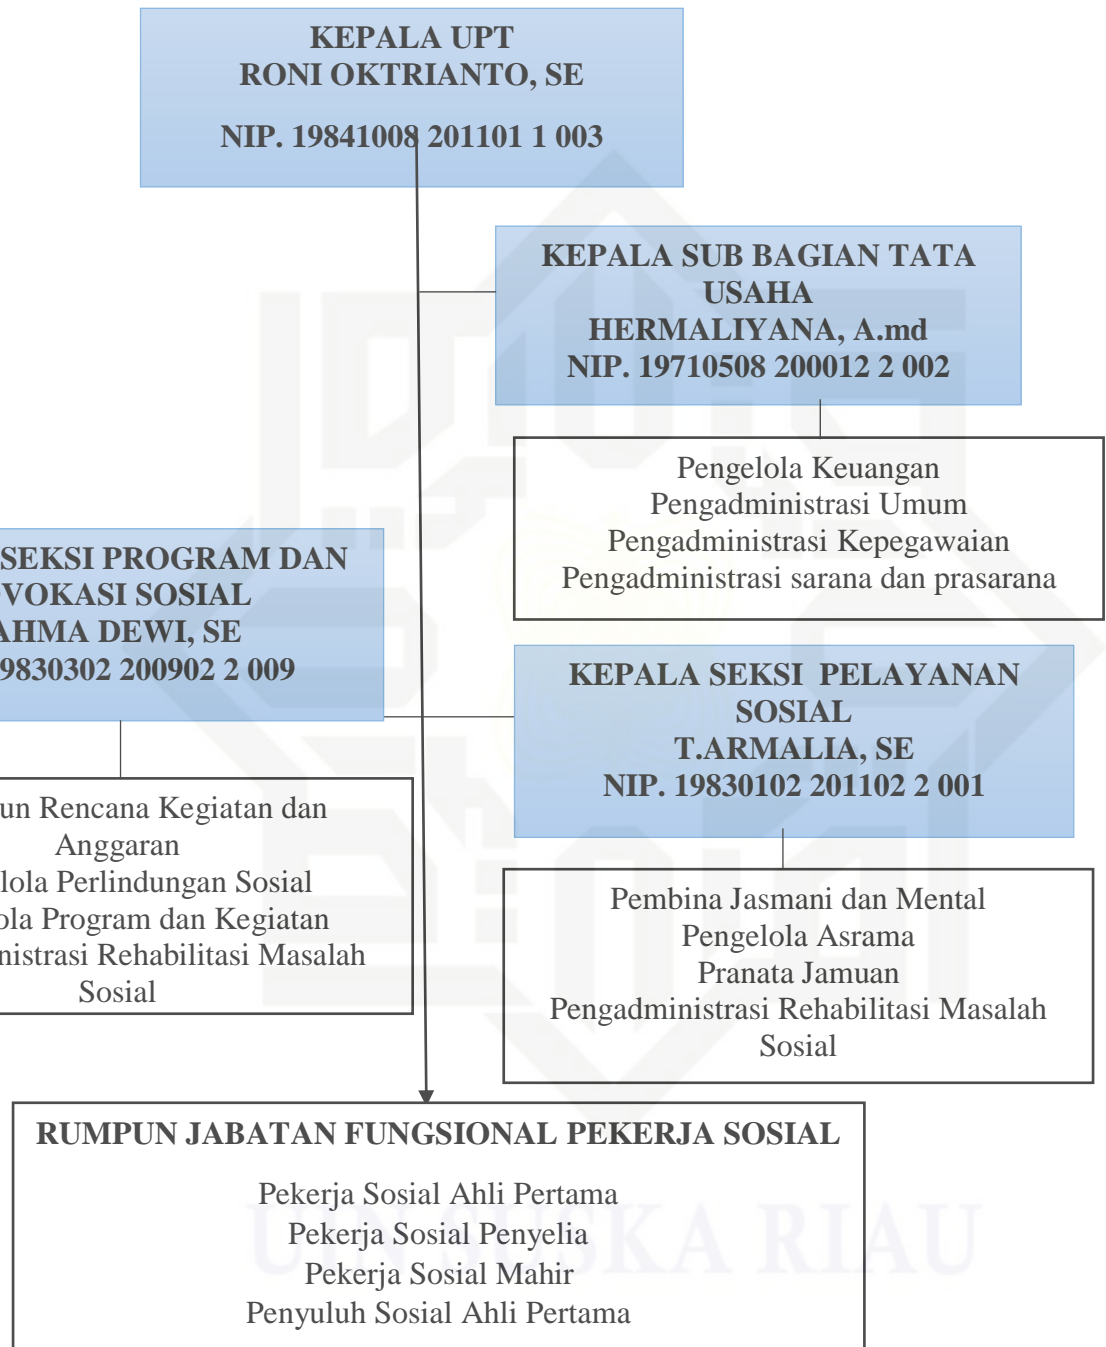 KEPALA UPT
RONI OKTRIANTO, SE
NIP. 19841008 201101 1 003
KEPALA SUB BAGIAN TATA
USAHA
HERMALIYANA, A.md
NIP. 19710508 200012 2 002
Pengelola Keuangan
Pengadministrasi Umum
Pengadministrasi Kepegawaian
Pengadministrasi sarana dan prasarana
SEKSI PROGRAM DAN
VOKASI SOSIAL
AHMA DEWI, SE
9830302 200902 2 009
un Rencana Kegiatan dan
Anggaran
lola Perlindungan Sosial
ola Program dan Kegiatan
nistrasi Rehabilitasi Masalah
Sosial
KEPALA SEKSI PELAYANAN
SOSIAL
T.ARMALIA, SE
NIP. 19830102 201102 2 001
Pembina Jasmani dan Mental
Pengelola Asrama
Pranata Jamuan
Pengadministrasi Rehabilitasi Masalah
Sosial
RUMPUN JABATAN FUNGSIONAL PEKERJA SOSIAL
Pekerja Sosial Ahli Pertama
Pekerja Sosial Penyelia
Pekerja Sosial Mahir
Penyuluh Sosial Ahli Pertama
UIN SUSKA RIAU